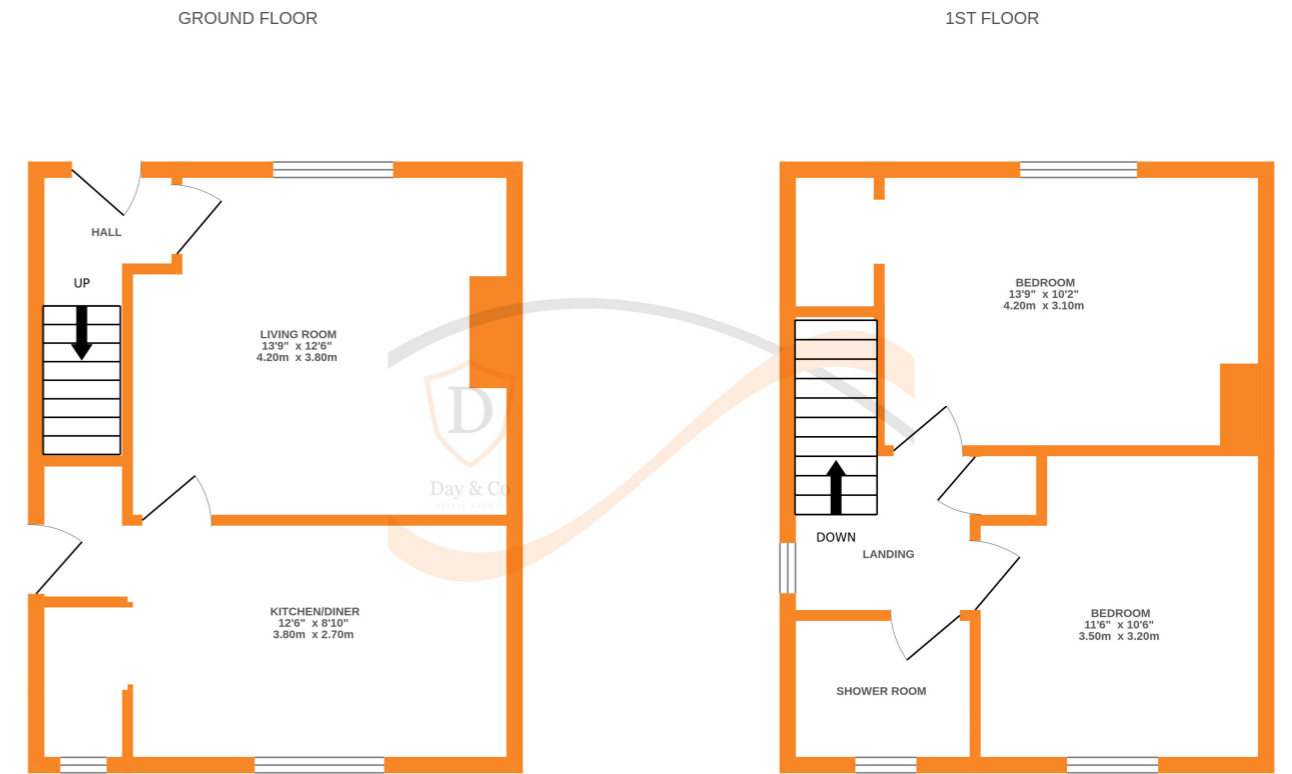 GROUND FLOOR
1ST FLOOR
HALL
UP
LIVING ROOM
13'9" x 12'6"
4.20m x 3.80m
KITCHEN/DINER
12'6" x 8'10"
3.80m x 2.70m
D
Day & Co
ESTATE AGENTS
BEDROOM
13'9" x 10'2"
4.20m x 3.10m
DOWN
LANDING
BEDROOM
11'6" x 10'6"
3.50m x 3.20m
SHOWER ROOM